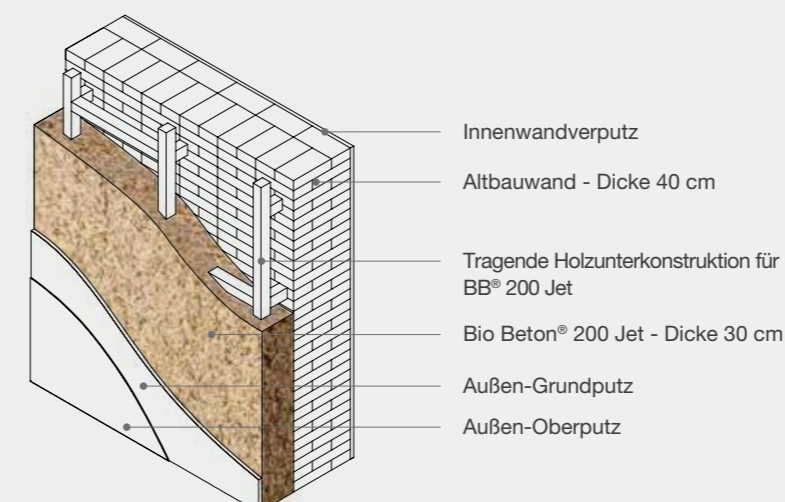 Innenwandverputz
Altbauwand - Dicke 40 cm
Tragende Holzunterkonstruktion für
BB® 200 Jet
Bio Beton® 200 Jet - Dicke 30 cm
Außen-Grundputz
Außen-Oberputz